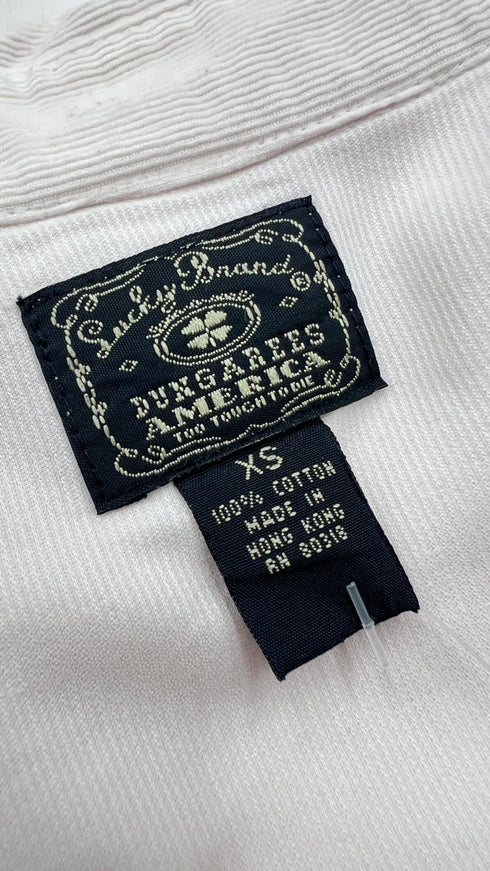 Lucky Brand ®
DUNGAREES
AMERICA
TOO TOUGH TO DIE
XS
100% COTTON
MADE IN
HONG KONG
RN 80318